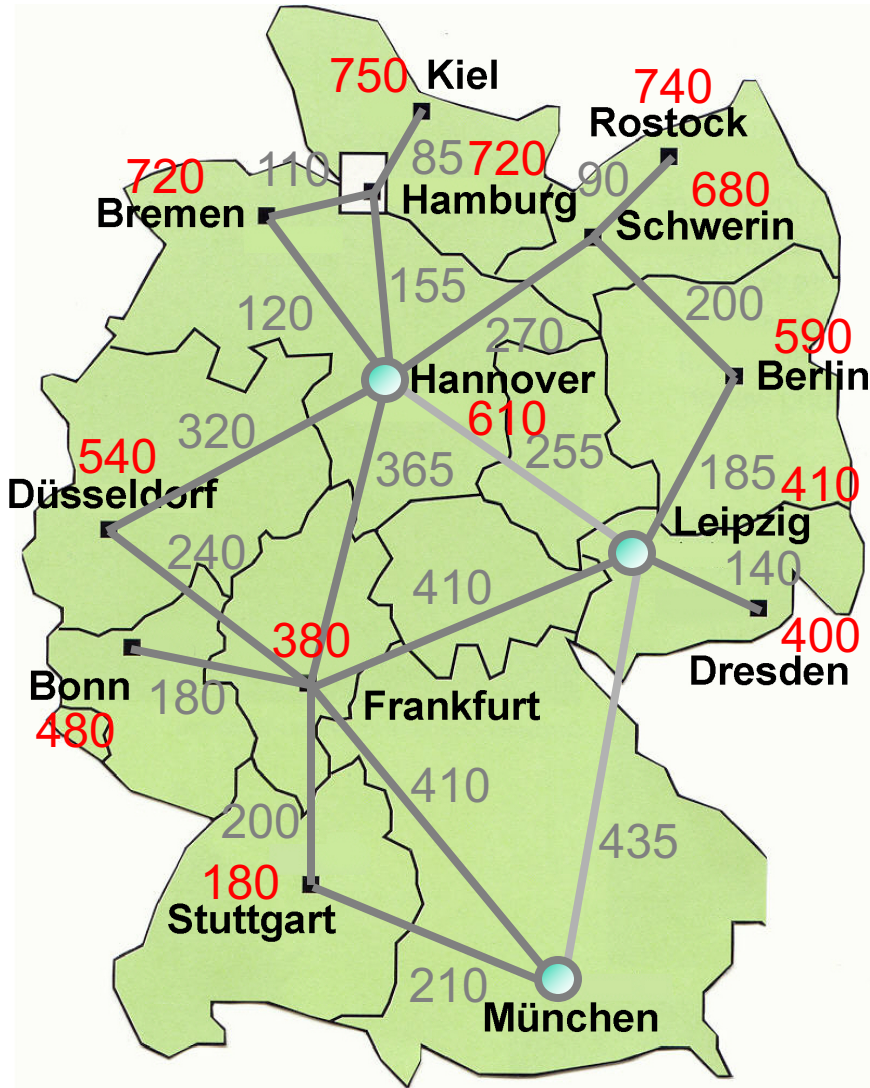 750 Kiel
740
Rostock
110
85
720
90
720
680
Bremen
Hamburg
Schwerin
155
200
120
270
590
Hannover
Berlin
610
320
540
365
255
185
410
Düsseldorf
Leipzig
240
410
140
380
400
Bonn
180
Dresden
Frankfurt
480
410
200
435
180
Stuttgart
210
München